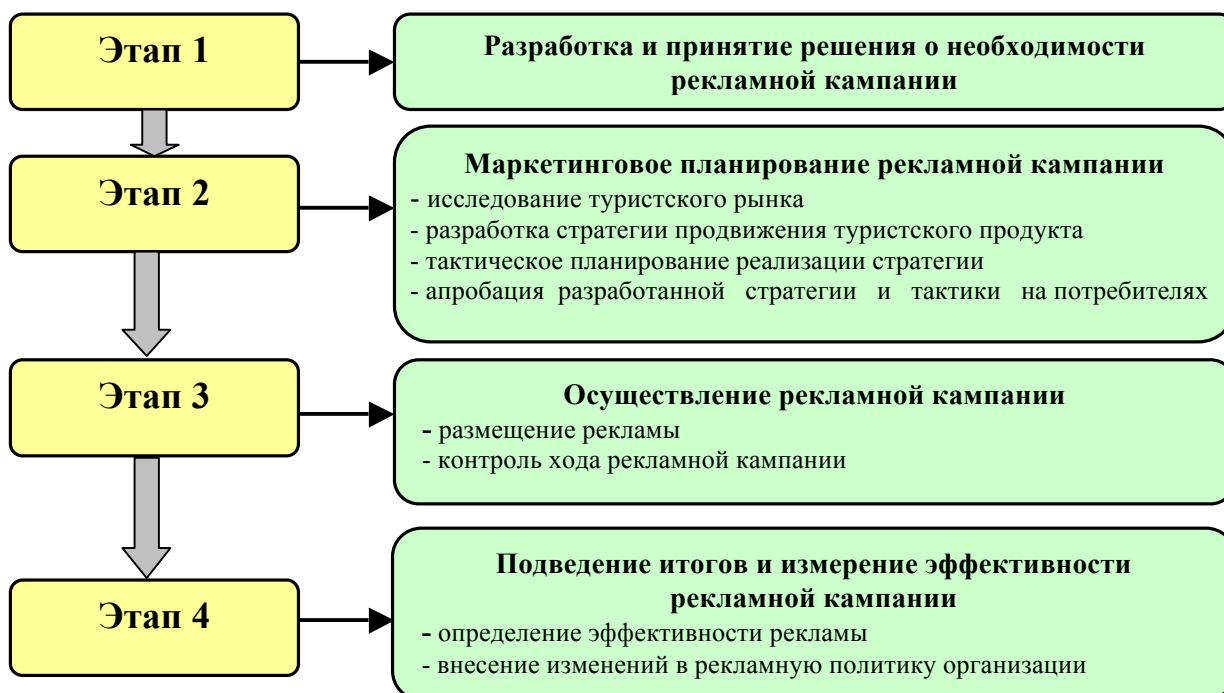 Этап 1
Разработка и принятие решения о необходимости
рекламной кампании
Этап 2
Маркетинговое планирование рекламной кампании
- исследование туристского рынка
- разработка стратегии продвижения туристского продукта
- тактическое планирование реализации стратегии
- апробация разработанной стратегии и тактики на потребителях
Этап 3
Осуществление рекламной кампании
- размещение рекламы
- контроль хода рекламной кампании
Этап 4
Подведение итогов и измерение эффективности
рекламной кампании
- определение эффективности рекламы
- внесение изменений в рекламную политику организации